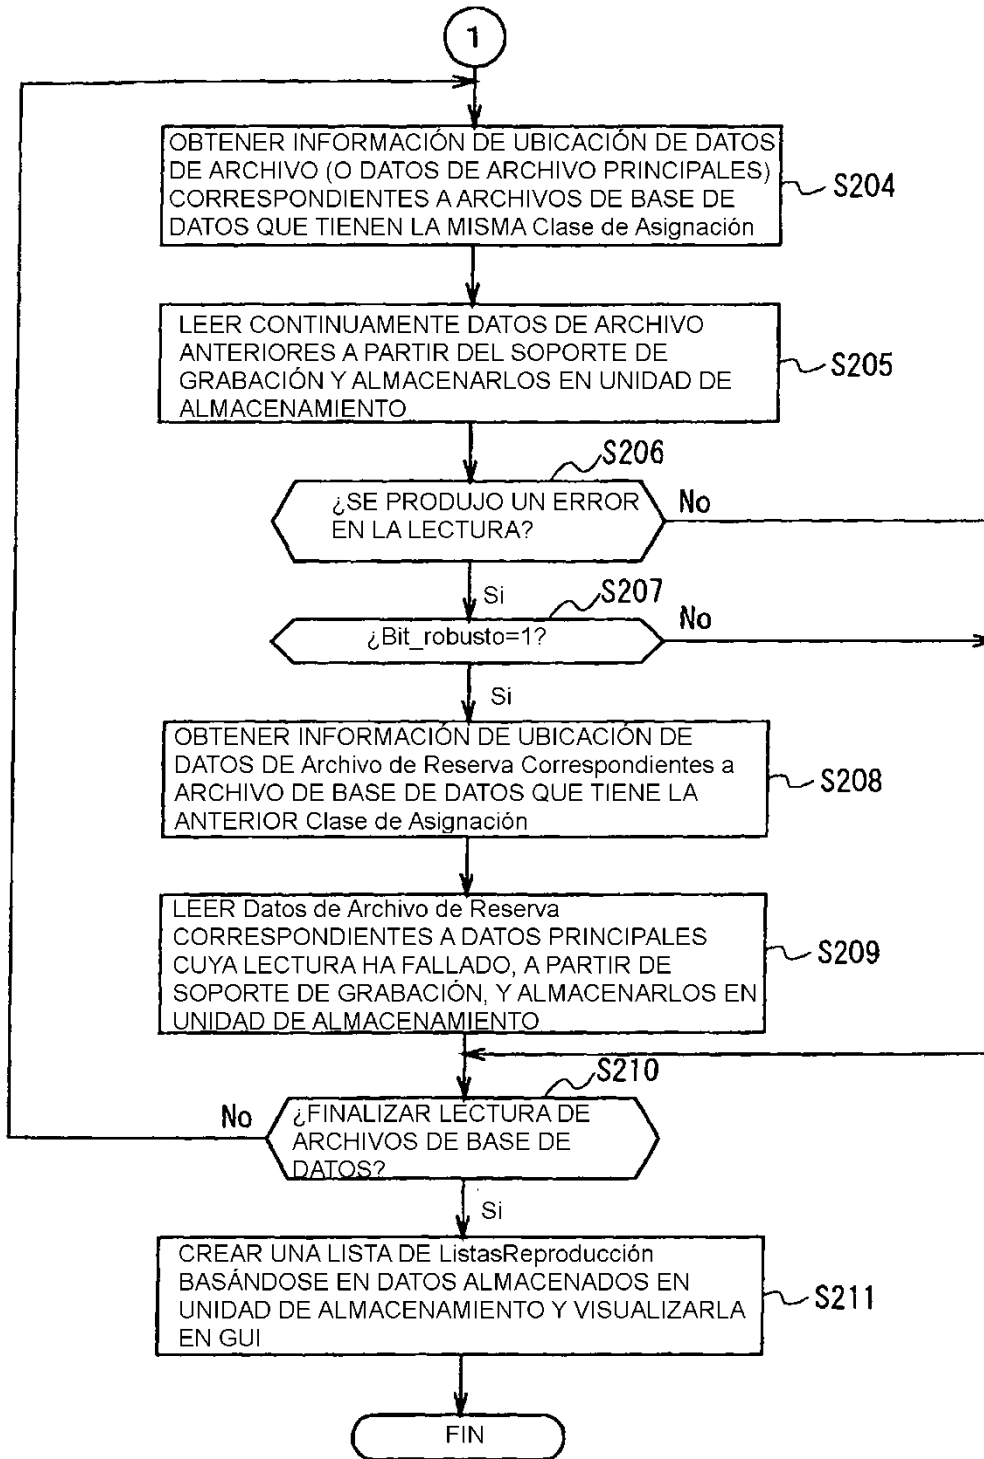 1
OBTENER INFORMACIÓN DE UBICACIÓN DE DATOS
DE ARCHIVO (O DATOS DE ARCHIVO PRINCIPALES)
CORRESPONDIENTES A ARCHIVOS DE BASE DE
DATOS QUE TIENEN LA MISMA Clase de Asignación
S204
LEER CONTINUAMENTE DATOS DE ARCHIVO
ANTERIORES A PARTIR DEL SOPORTE DE
GRABACIÓN Y ALMACENARLOS EN UNIDAD DE
ALMACENAMIENTO
S205
S206
¿SE PRODUJO UN ERROR
EN LA LECTURA?
No
Si
S207
¿Bit_robusto=1?
No
Si
OBTENER INFORMACIÓN DE UBICACIÓN DE
DATOS DE Archivo de Reserva Correspondientes a
ARCHIVO DE BASE DE DATOS QUE TIENE LA
ANTERIOR Clase de Asignación
S208
LEER Datos de Archivo de Reserva
CORRESPONDIENTES A DATOS PRINCIPALES
CUYA LECTURA HA FALLADO, A PARTIR DE
SOPORTE DE GRABACIÓN, Y ALMACENARLOS EN
UNIDAD DE ALMACENAMIENTO
S209
S210
¿FINALIZAR LECTURA DE
ARCHIVOS DE BASE DE
DATOS?
No
Si
CREAR UNA LISTA DE ListasReproducción
BASÁNDOSE EN DATOS ALMACENADOS EN
UNIDAD DE ALMACENAMIENTO Y VISUALIZARLA
EN GUI
S211
FIN